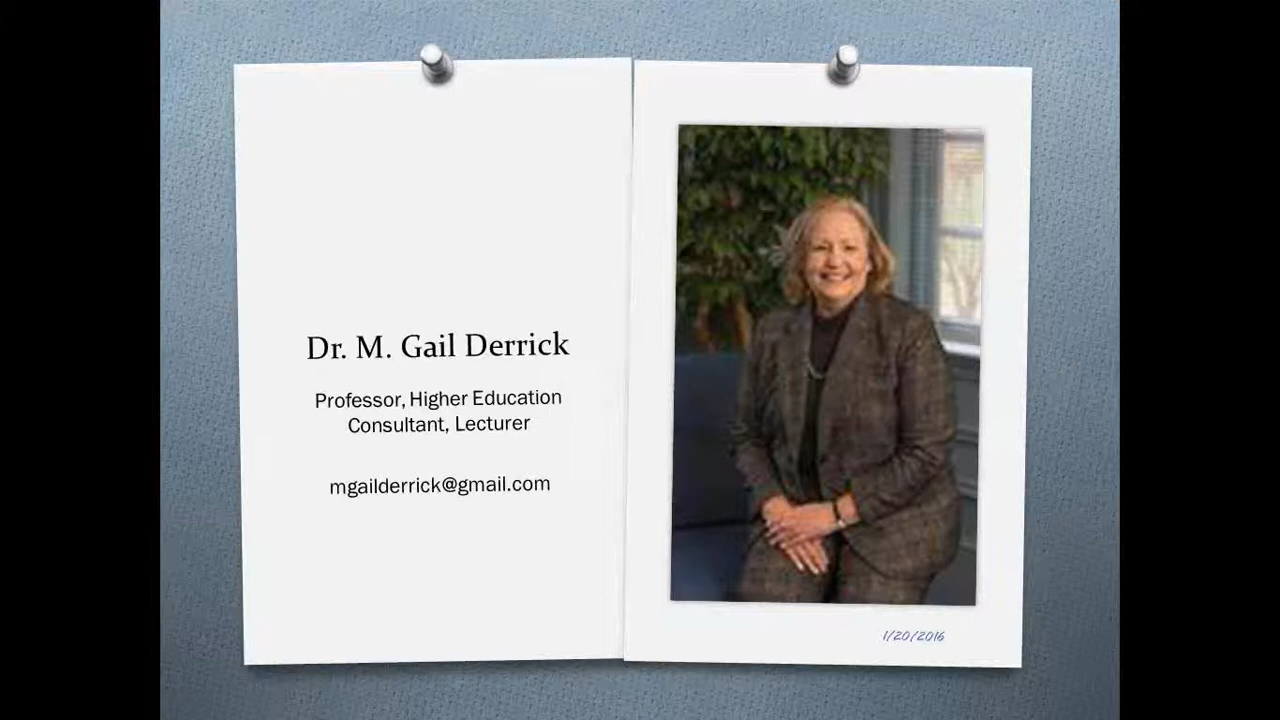 Dr. M. Gail Derrick
Professor, Higher Education
Consultant, Lecturer
mgailderrick@gmail.com
1/20/2016